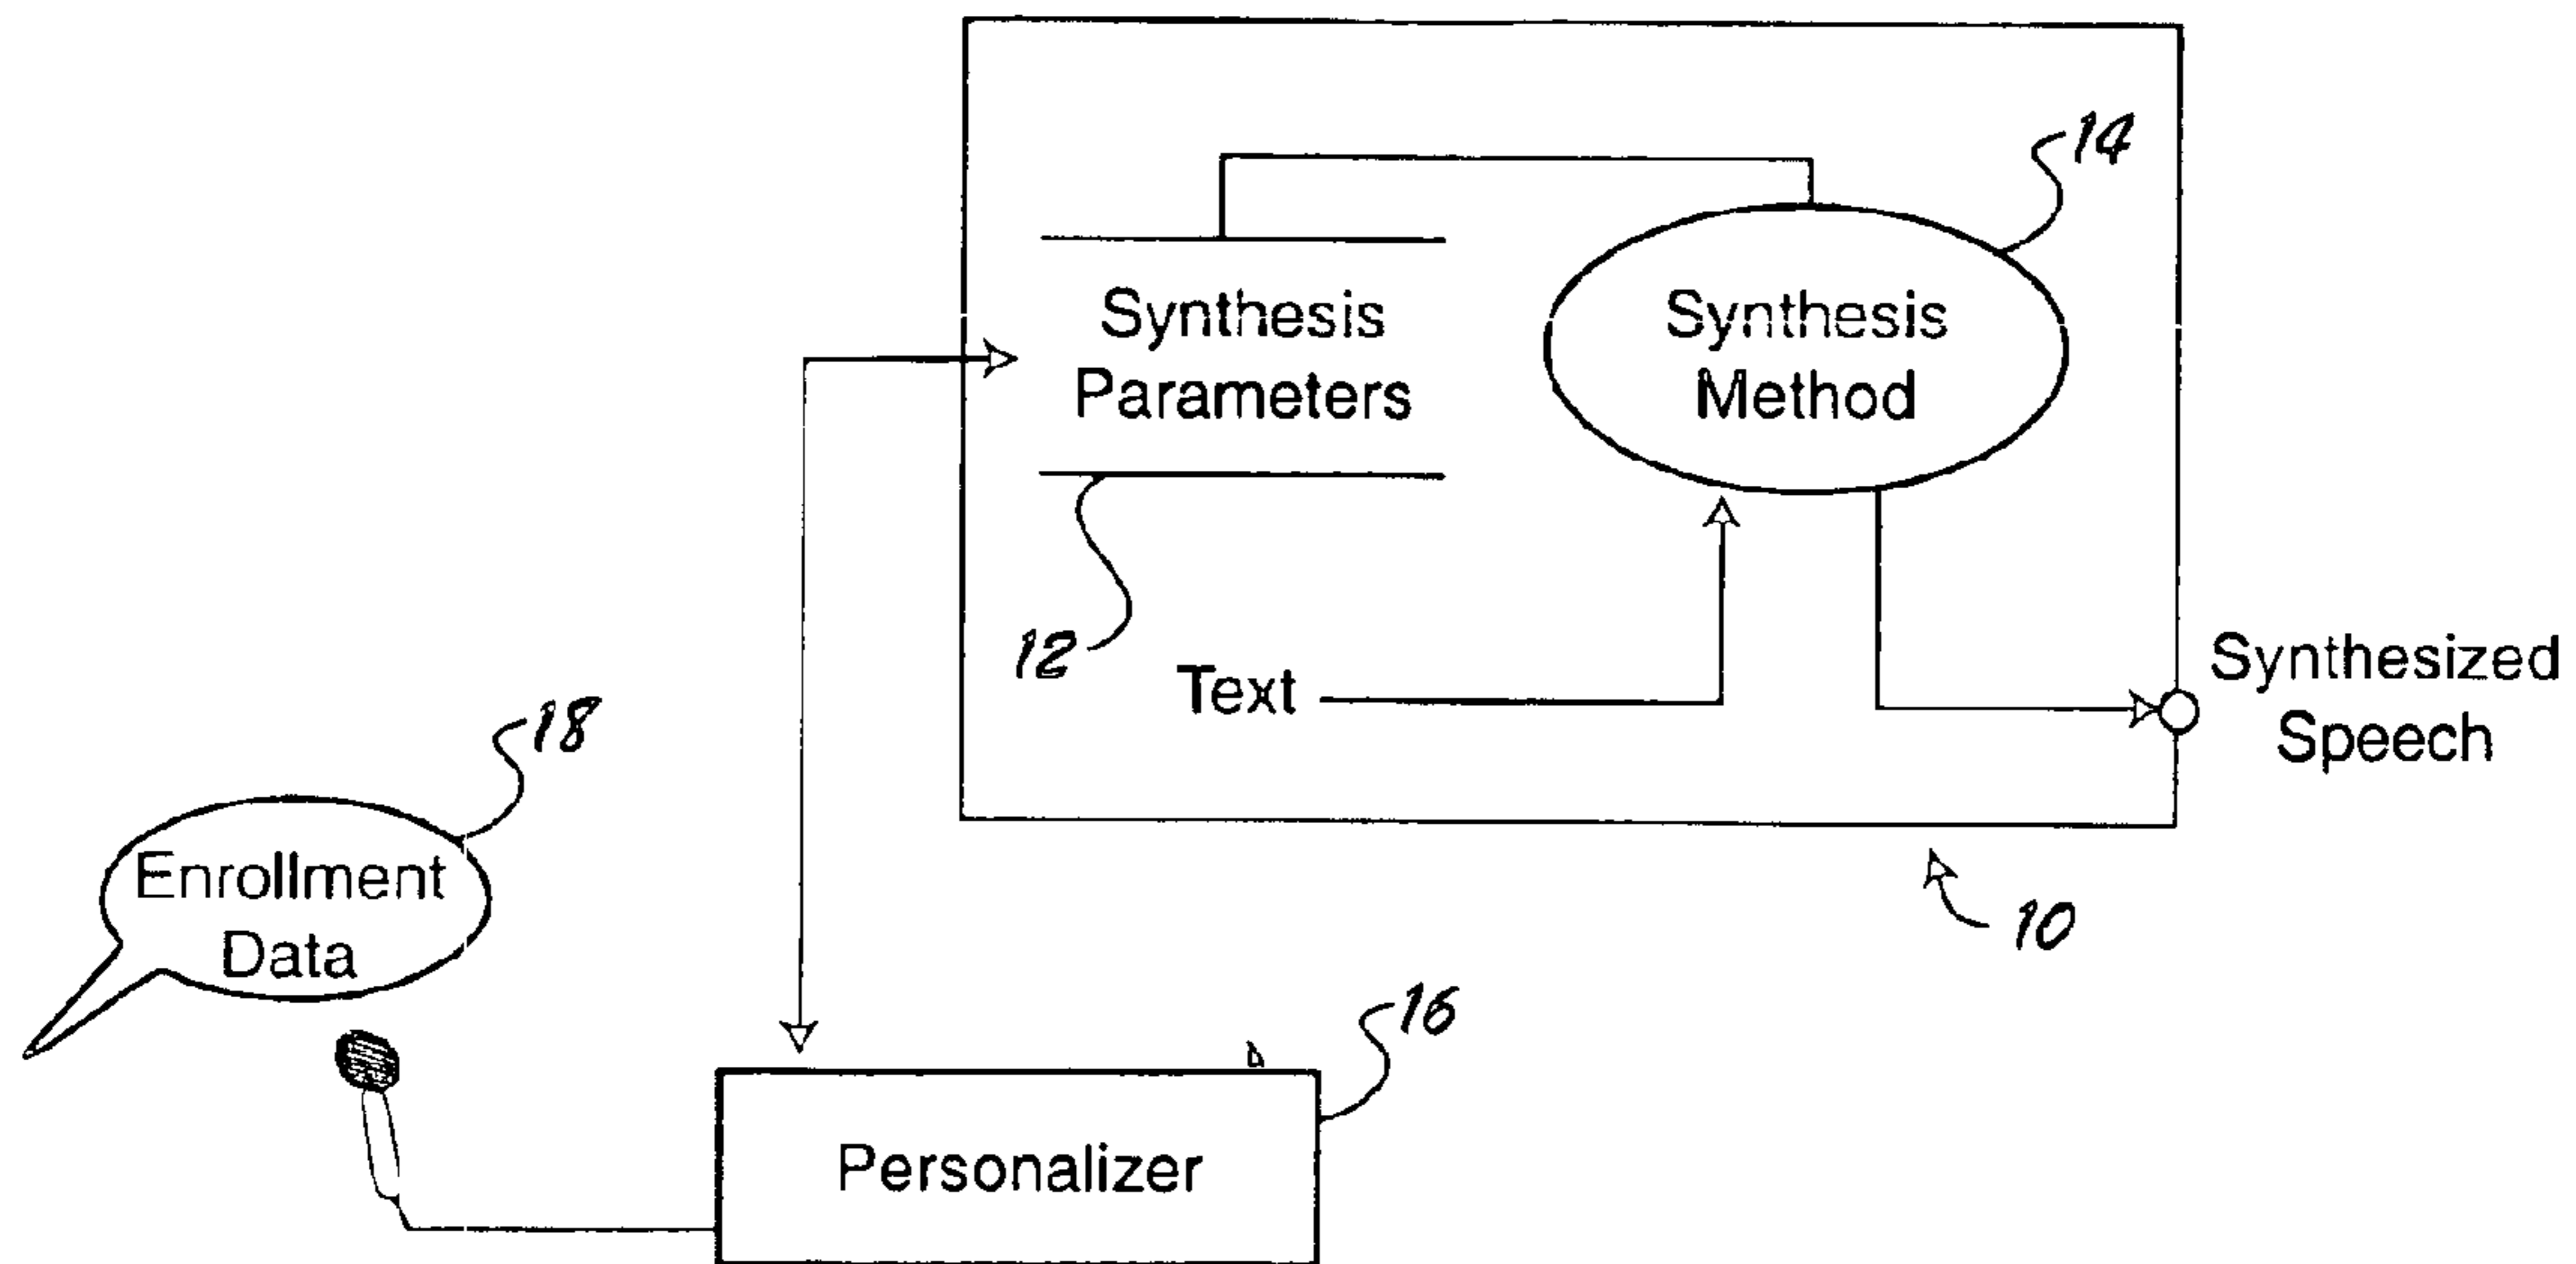 14
Synthesis
Parameters
Synthesis
Method
12
Text
Synthesized
Speech
18
Enrollment
Data
10
16
Personalizer